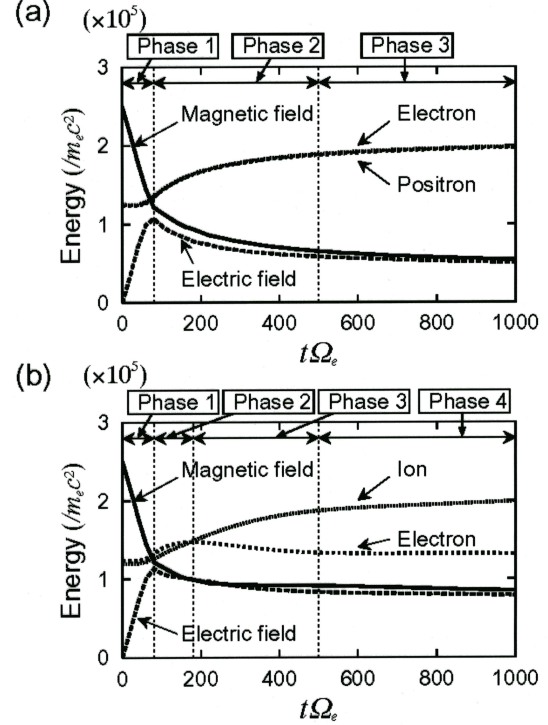 (a)
(×10⁵)
Phase 1 Phase 2 Phase 3
3
Magnetic field
Electron
2
Positron
1
Electric field
0
Energy (/mₑc²)
0 200 400 600 800 1000
tΩₑ
(b)
(×10⁵)
Phase 1 Phase 2 Phase 3 Phase 4
3
Magnetic field
Ion
2
Electron
1
Electric field
0
Energy (/mₑc²)
0 200 400 600 800 1000
tΩₑ